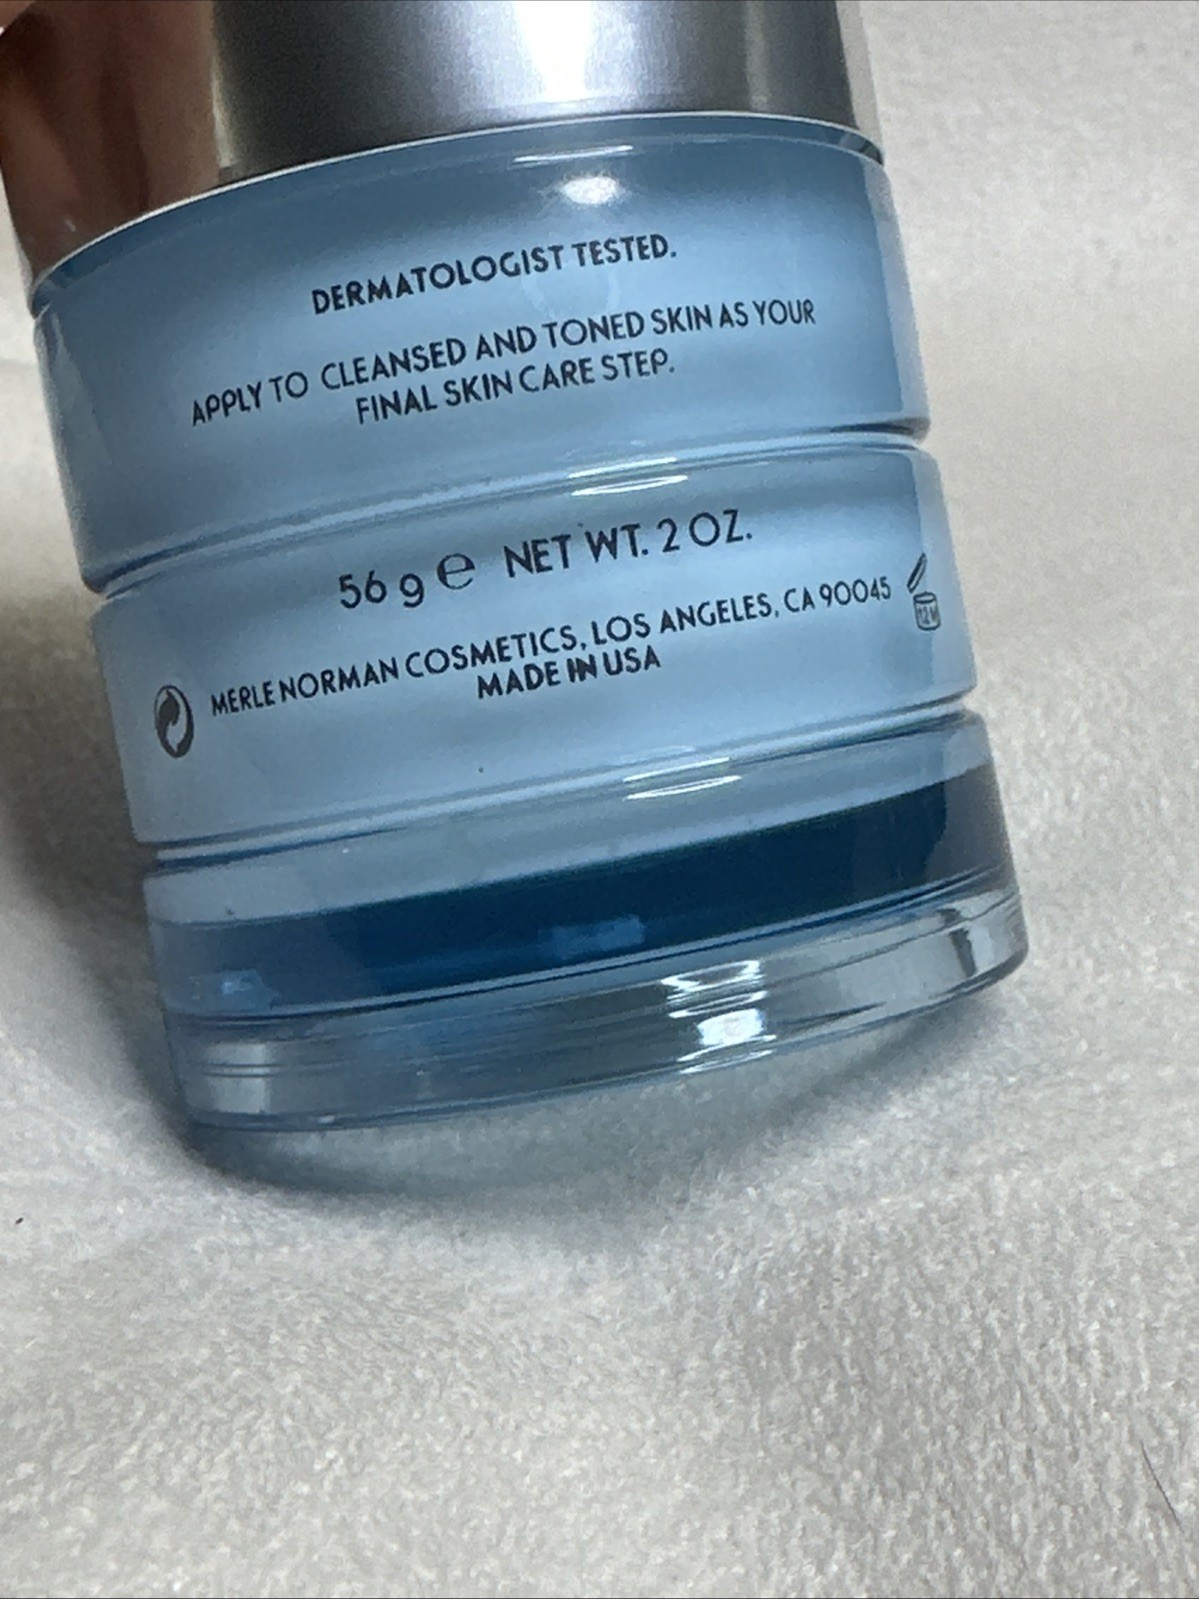 DERMATOLOGIST TESTED.
APPLY TO CLEANSED AND TONED SKIN AS YOUR
FINAL SKIN CARE STEP.
56 g ℮ NET WT. 2 OZ.
MERLE NORMAN COSMETICS, LOS ANGELES, CA 90045
MADE IN USA
12 M